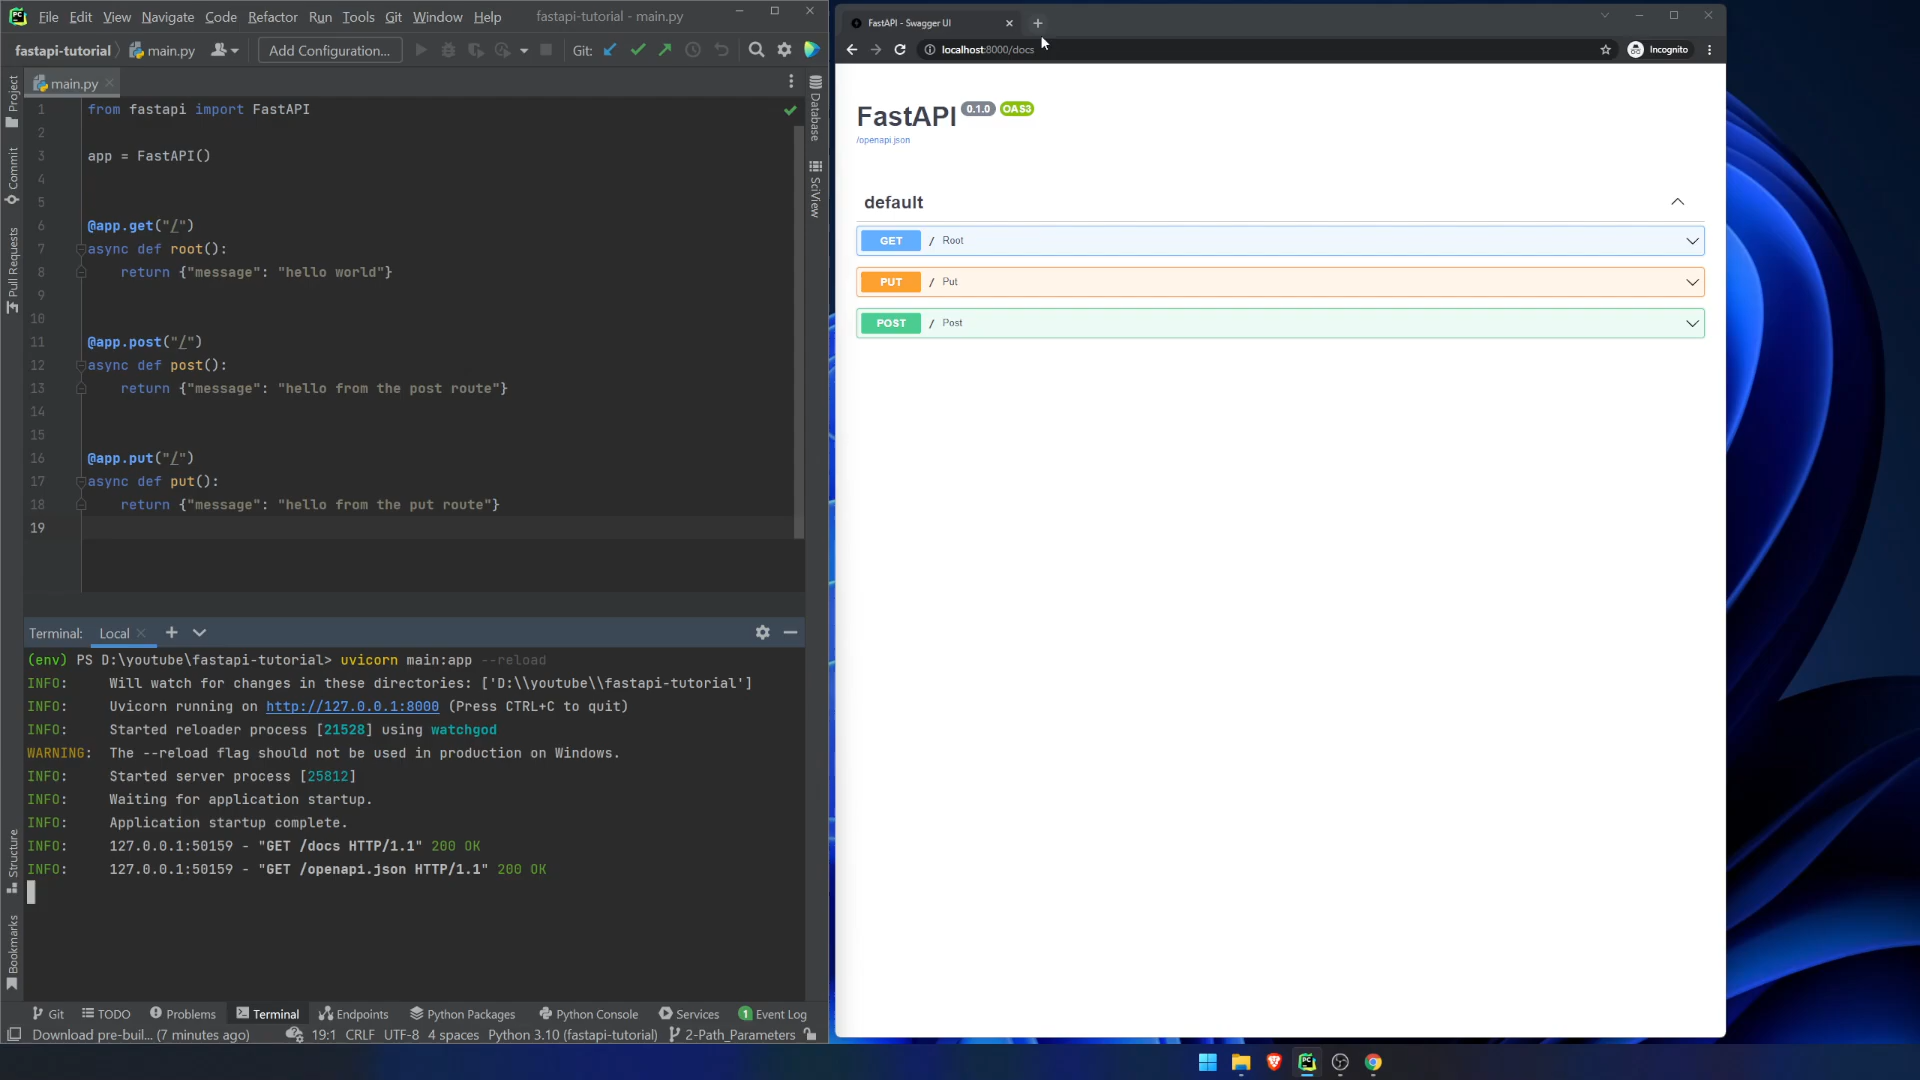 File Edit View Navigate Code Refactor Run Tools Git Window Help fastapi-tutorial - main.py
fastapi-tutorial main.py Add Configuration... Git:
main.py
Project
Commit
Pull Requests
Structure
Bookmarks
Database
SciView
1 from fastapi import FastAPI
2
3 app = FastAPI()
4
5
6 @app.get("/")
7 async def root():
8 return {"message": "hello world"}
9
10
11 @app.post("/")
12 async def post():
13 return {"message": "hello from the post route"}
14
15
16 @app.put("/")
17 async def put():
18 return {"message": "hello from the put route"}
19
Terminal: Local
(env) PS D:\youtube\fastapi-tutorial> uvicorn main:app --reload
INFO: Will watch for changes in these directories: ['D:\\youtube\\fastapi-tutorial']
INFO: Uvicorn running on http://127.0.0.1:8000 (Press CTRL+C to quit)
INFO: Started reloader process [21528] using watchgod
WARNING: The --reload flag should not be used in production on Windows.
INFO: Started server process [25812]
INFO: Waiting for application startup.
INFO: Application startup complete.
INFO: 127.0.0.1:50159 - "GET /docs HTTP/1.1" 200 OK
INFO: 127.0.0.1:50159 - "GET /openapi.json HTTP/1.1" 200 OK
Git TODO Problems Terminal Endpoints Python Packages Python Console Services 1 Event Log
Download pre-buil... (7 minutes ago) 19:1 CRLF UTF-8 4 spaces Python 3.10 (fastapi-tutorial) 2-Path_Parameters
FastAPI - Swagger UI
localhost:8000/docs Incognito
FastAPI 0.1.0 OAS3
/openapi.json
default
GET / Root
PUT / Put
POST / Post